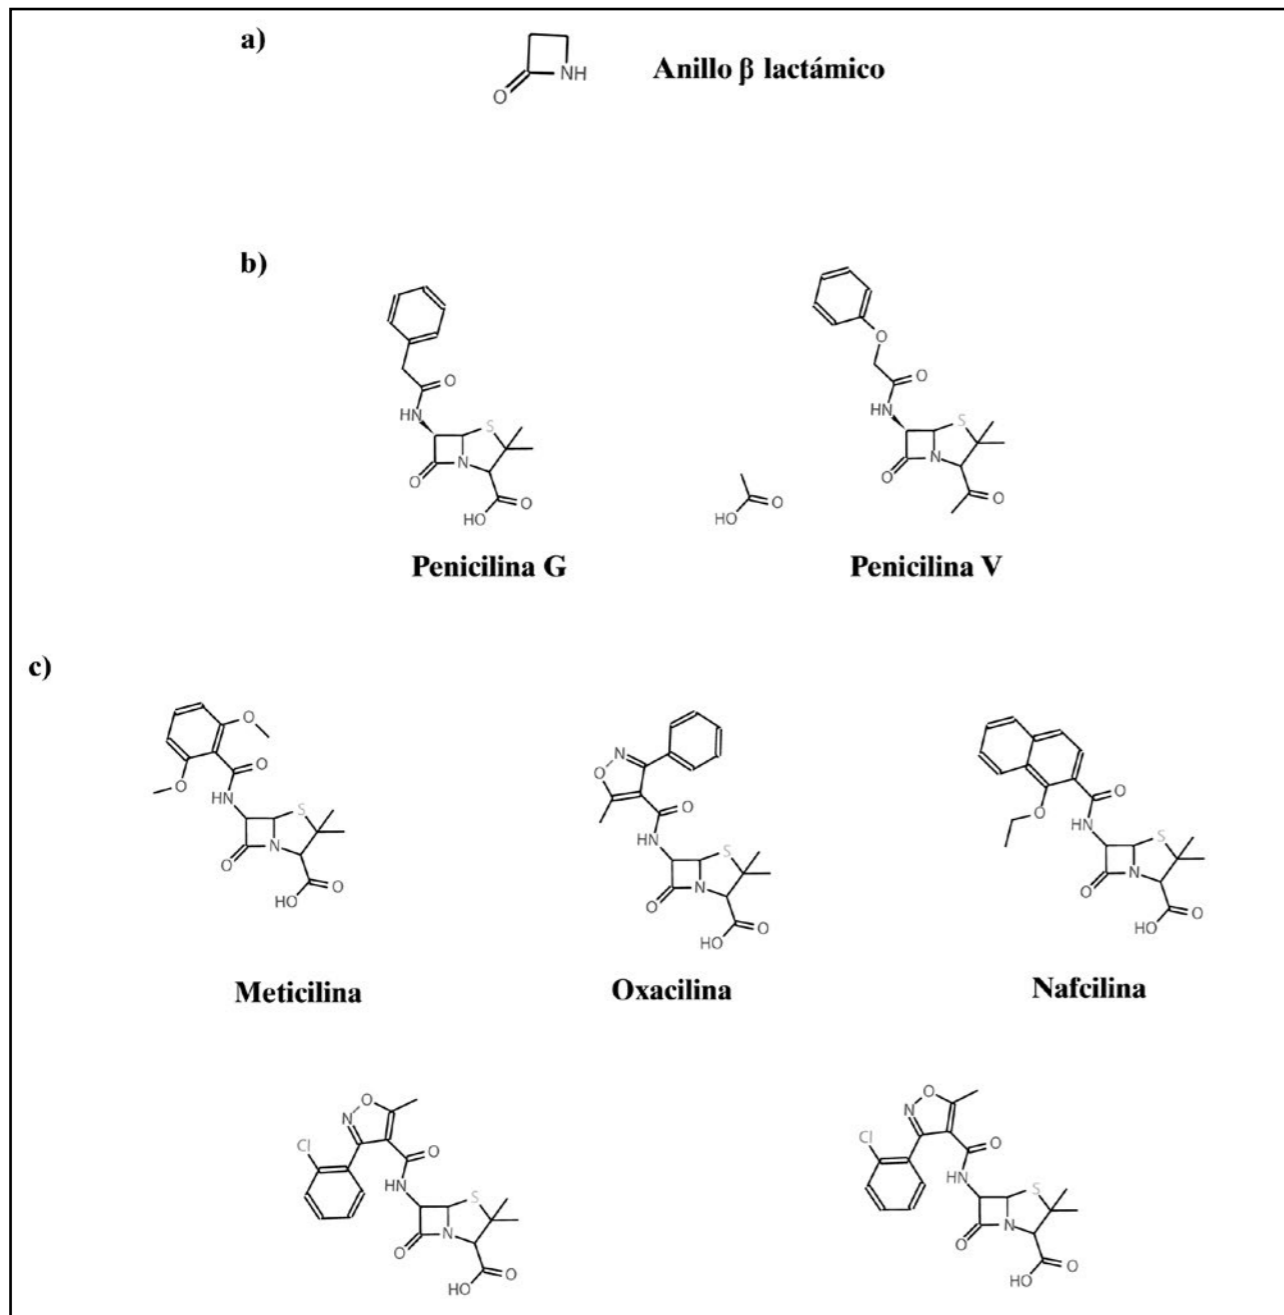 a)
Anillo β lactámico
O
NH
b)
O
HN
S
O
N
O
HO
O
O
HN
S
O
N
O
HO
O
Penicilina G
Penicilina V
c)
O
O
O
HN
S
O
N
O
HO
N
O
O
HN
S
O
N
O
HO
O
O
HN
S
O
N
O
HO
Meticilina
Oxacilina
Nafcilina
O
N
Cl
O
HN
S
O
N
O
HO
O
N
Cl
O
HN
S
O
N
O
HO